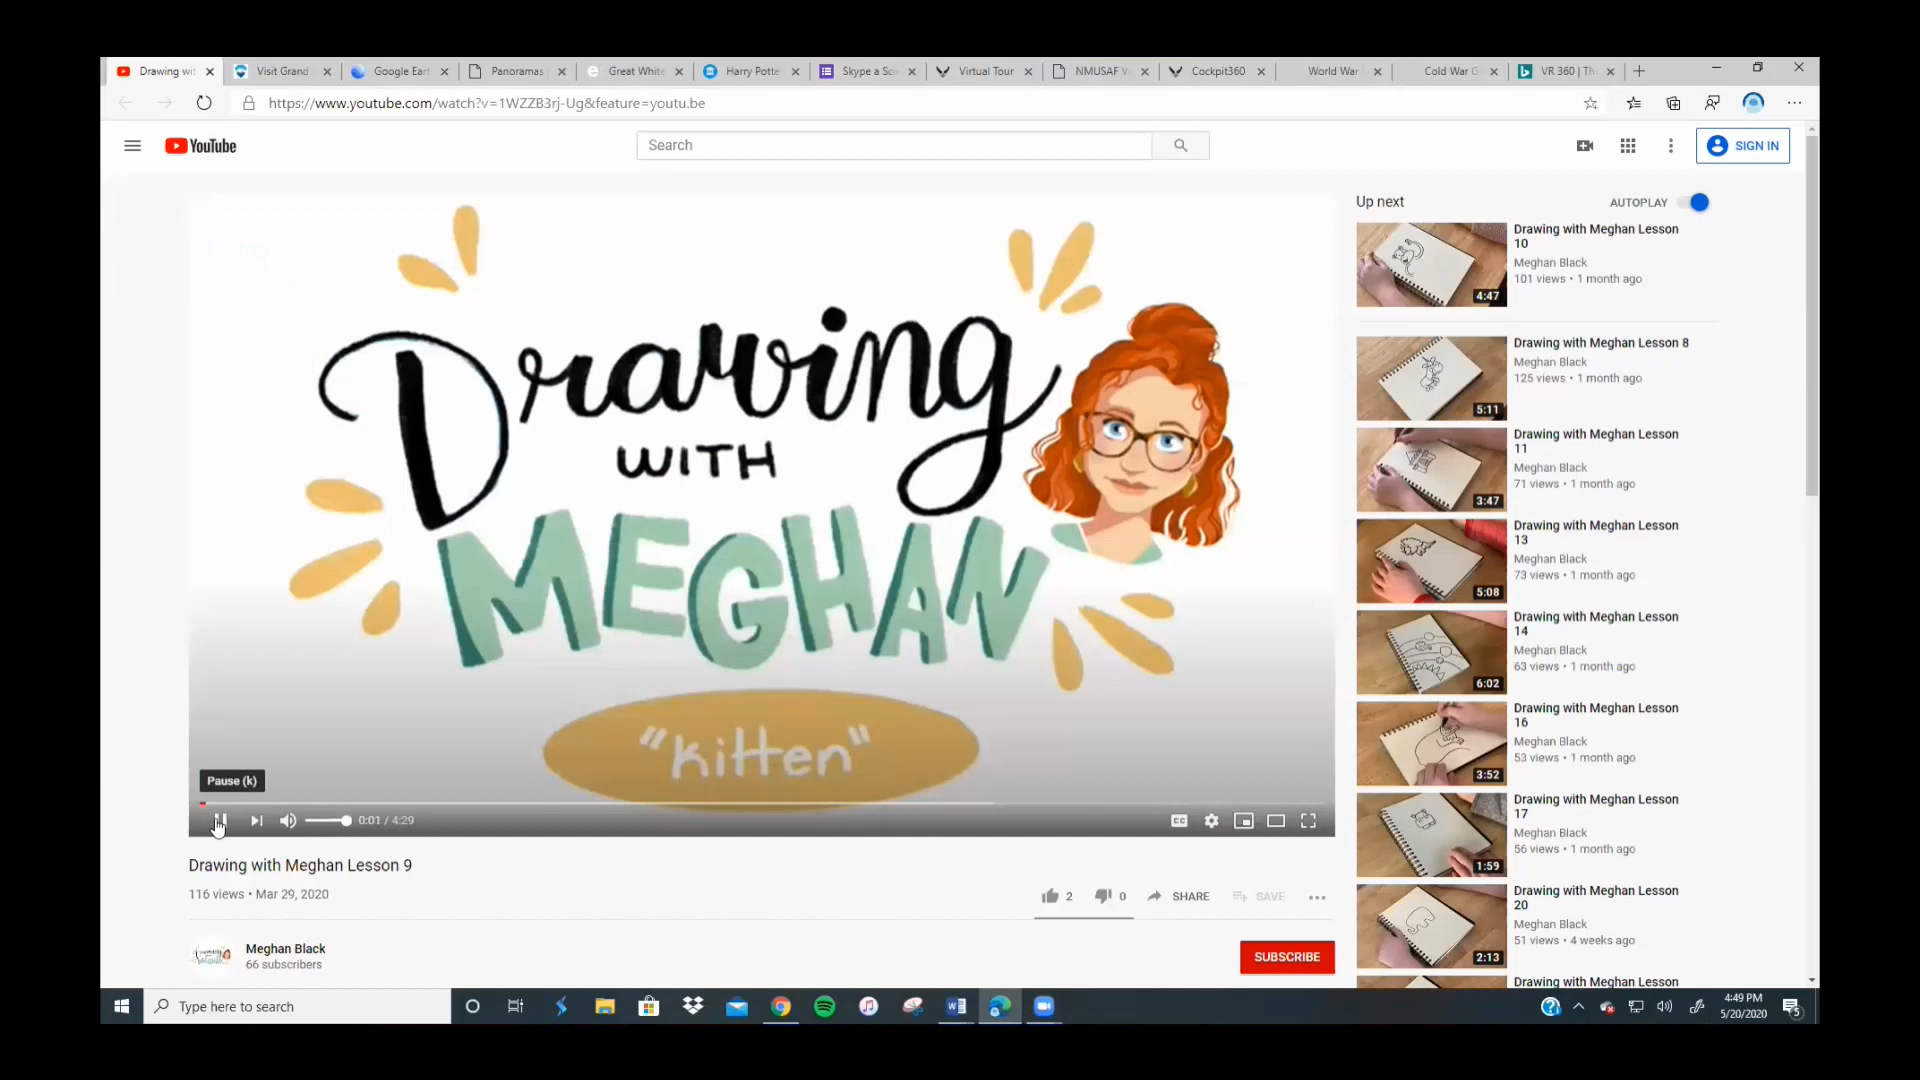 Drawing wit
Visit Grand
Google Eart
Panoramas
Great White
Harry Potte
Skype a Scie
Virtual Tour
NMUSAF V
Cockpit360
World War
Cold War G
VR 360 | Th
https://www.youtube.com/watch?v=1WZZB3rj-Ug&feature=youtu.be
YouTube
Search
SIGN IN
Drawing
WITH
MEGHAN
"kitten"
Pause (k)
0:01 / 4:29
CC
Drawing with Meghan Lesson 9
116 views • Mar 29, 2020
2
0
SHARE
SAVE
Meghan Black
66 subscribers
SUBSCRIBE
Up next
AUTOPLAY
4:47
Drawing with Meghan Lesson
10
Meghan Black
101 views • 1 month ago
5:11
Drawing with Meghan Lesson 8
Meghan Black
125 views • 1 month ago
3:47
Drawing with Meghan Lesson
11
Meghan Black
71 views • 1 month ago
5:08
Drawing with Meghan Lesson
13
Meghan Black
73 views • 1 month ago
6:02
Drawing with Meghan Lesson
14
Meghan Black
63 views • 1 month ago
3:52
Drawing with Meghan Lesson
16
Meghan Black
53 views • 1 month ago
1:59
Drawing with Meghan Lesson
17
Meghan Black
56 views • 1 month ago
2:13
Drawing with Meghan Lesson
20
Meghan Black
51 views • 4 weeks ago
Drawing with Meghan Lesson
Type here to search
4:49 PM
5/20/2020
5